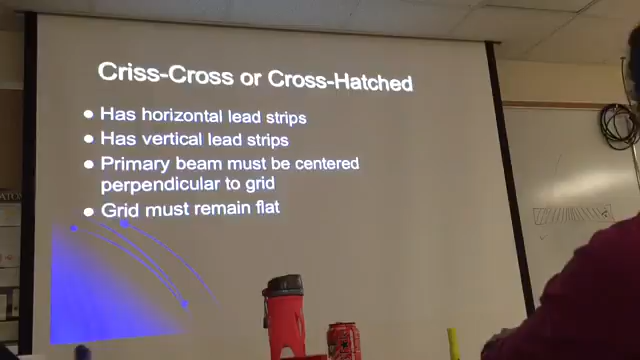 Criss-Cross or Cross-Hatched
● Has horizontal lead strips
● Has vertical lead strips
● Primary beam must be centered
perpendicular to grid
● Grid must remain flat